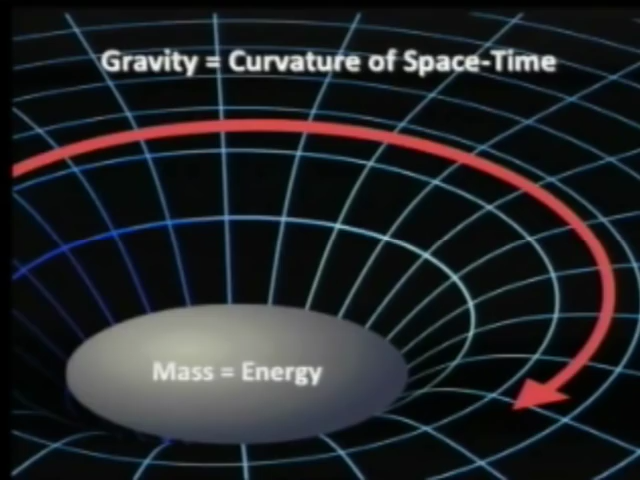 Gravity = Curvature of Space-Time
Mass = Energy